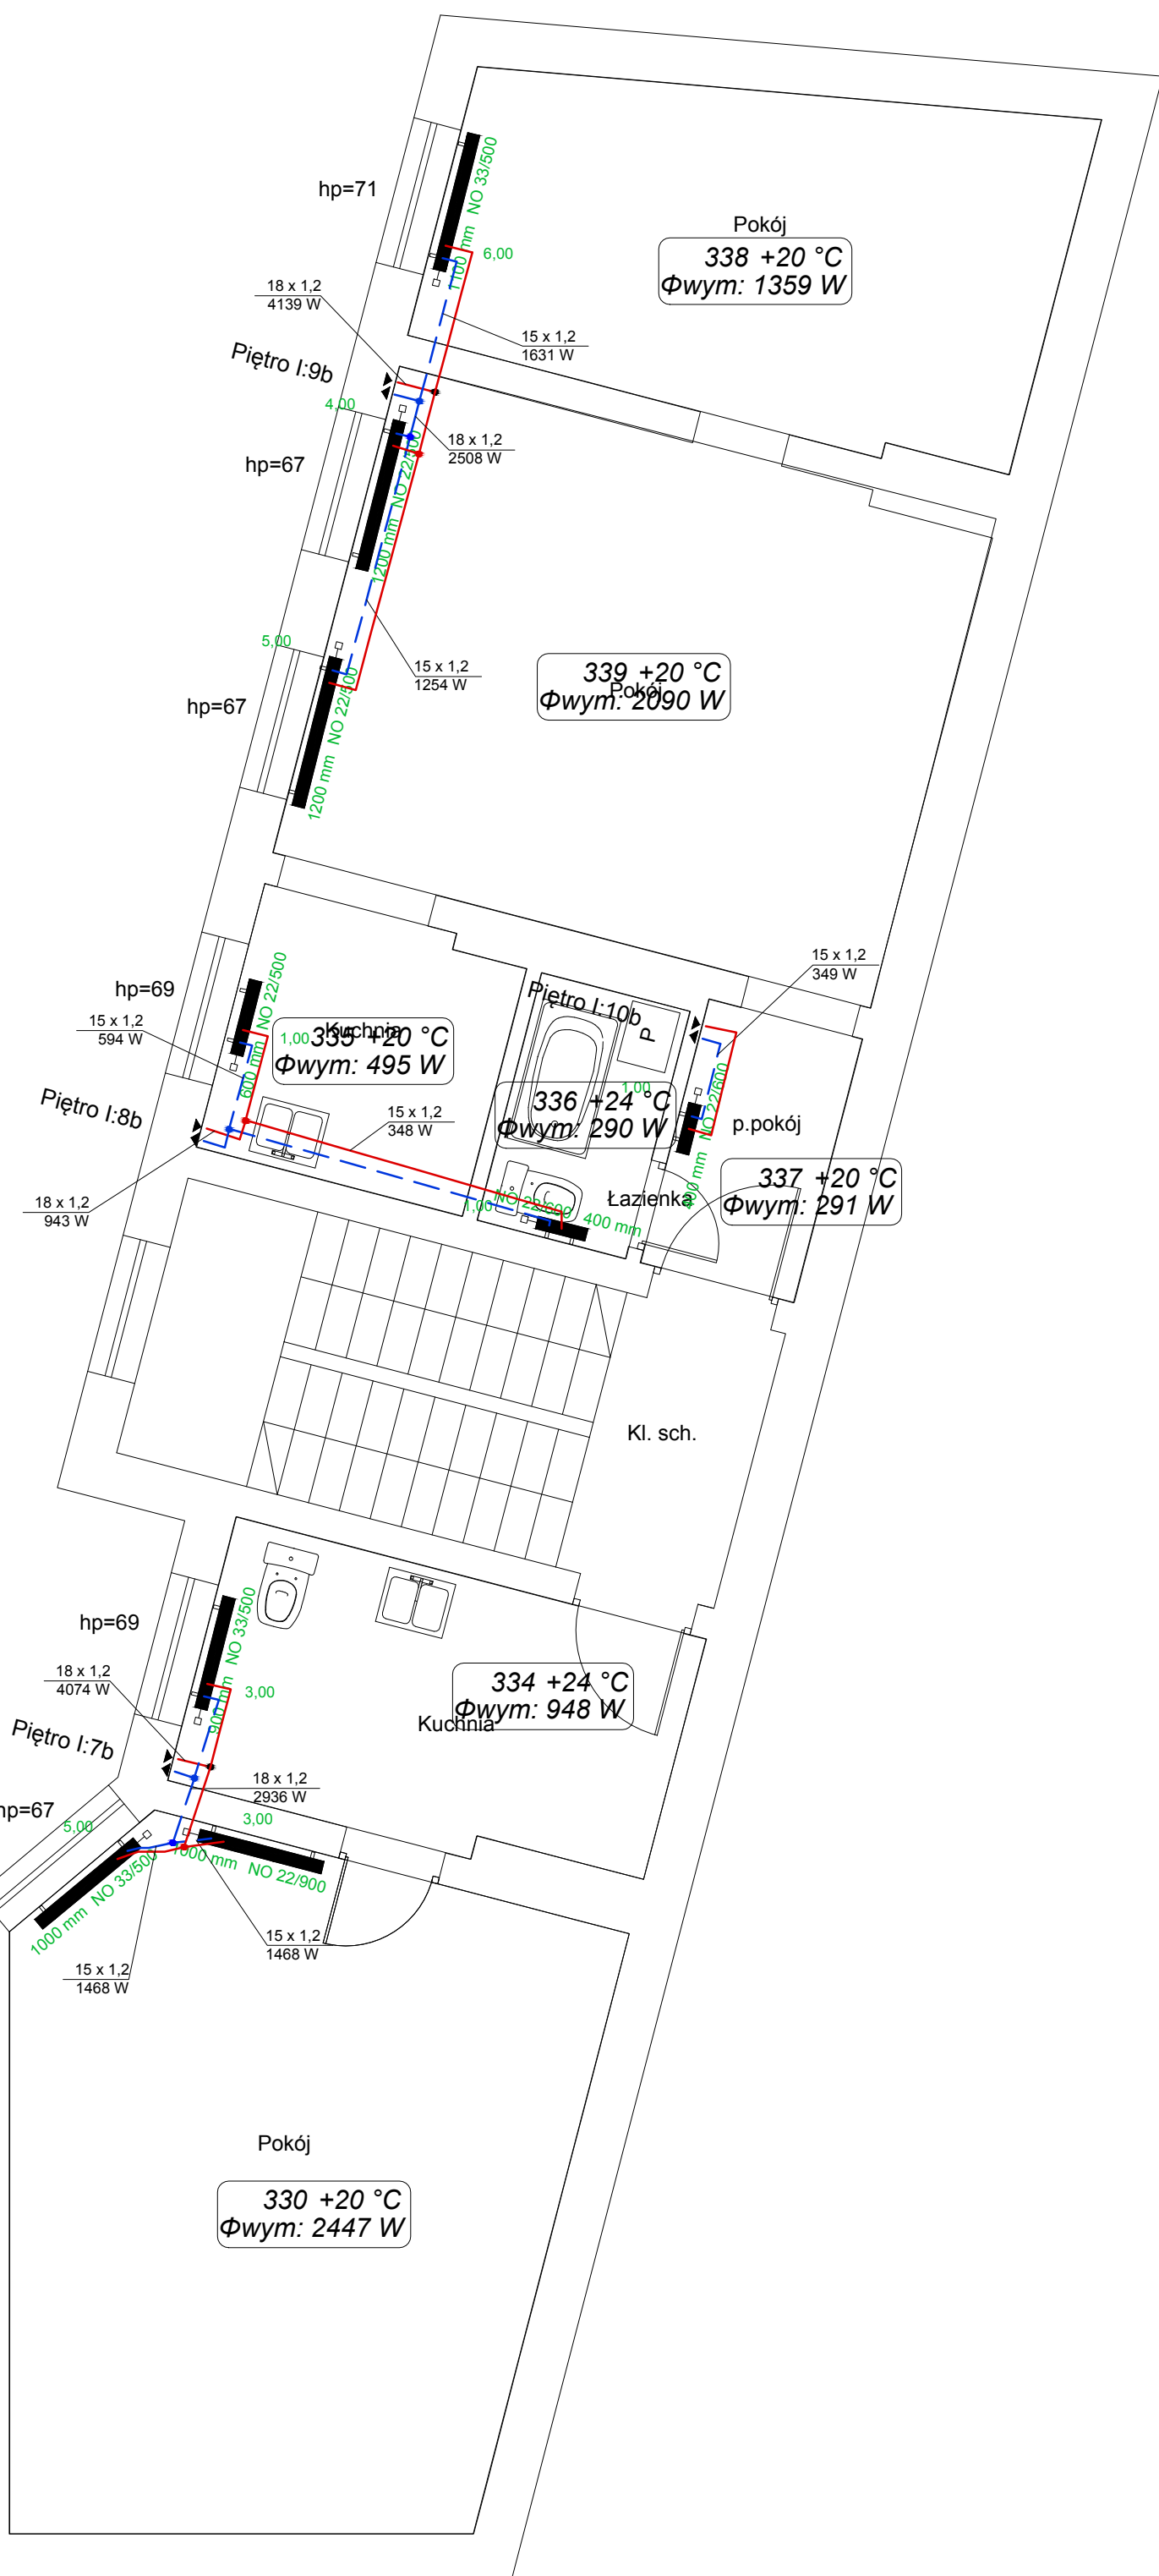 hp=71
1100 mm NO 33/500
6,00
Pokój
338 +20 °C
Φwym: 1359 W
18 x 1,2
4139 W
15 x 1,2
1631 W
Piętro I:9b
4,00
hp=67
18 x 1,2
2508 W
1200 mm NO 22/500
5,00
15 x 1,2
1254 W
339 +20 °C
Pokój
Φwym: 2090 W
hp=67
1200 mm NO 22/500
15 x 1,2
349 W
hp=69
15 x 1,2
594 W
600 mm NO 22/500
1,00
Kuchnia
335 +20 °C
Φwym: 495 W
Piętro I:10b
P
1,00
336 +24 °C
Φwym: 290 W
Piętro I:8b
15 x 1,2
348 W
400 mm NO 22/600
p.pokój
337 +20 °C
Φwym: 291 W
18 x 1,2
943 W
1,00
NO 22/600 400 mm
Łazienka
Kl. sch.
hp=69
900 mm NO 33/500
18 x 1,2
4074 W
3,00
334 +24 °C
Φwym: 948 W
Kuchnia
Piętro I:7b
18 x 1,2
2936 W
hp=67
5,00
3,00
1000 mm NO 33/500
1000 mm NO 22/900
15 x 1,2
1468 W
15 x 1,2
1468 W
Pokój
330 +20 °C
Φwym: 2447 W